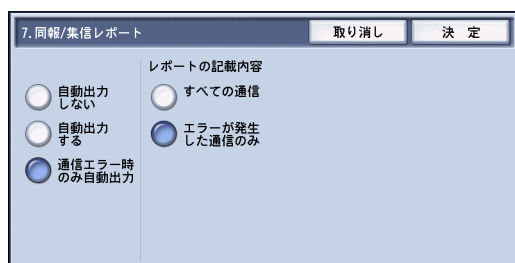 7.同報/集信レポート
取り消し
決 定
自動出力
しない
自動出力
する
通信エラー時
のみ自動出力
レポートの記載内容
すべての通信
エラーが発生
した通信のみ